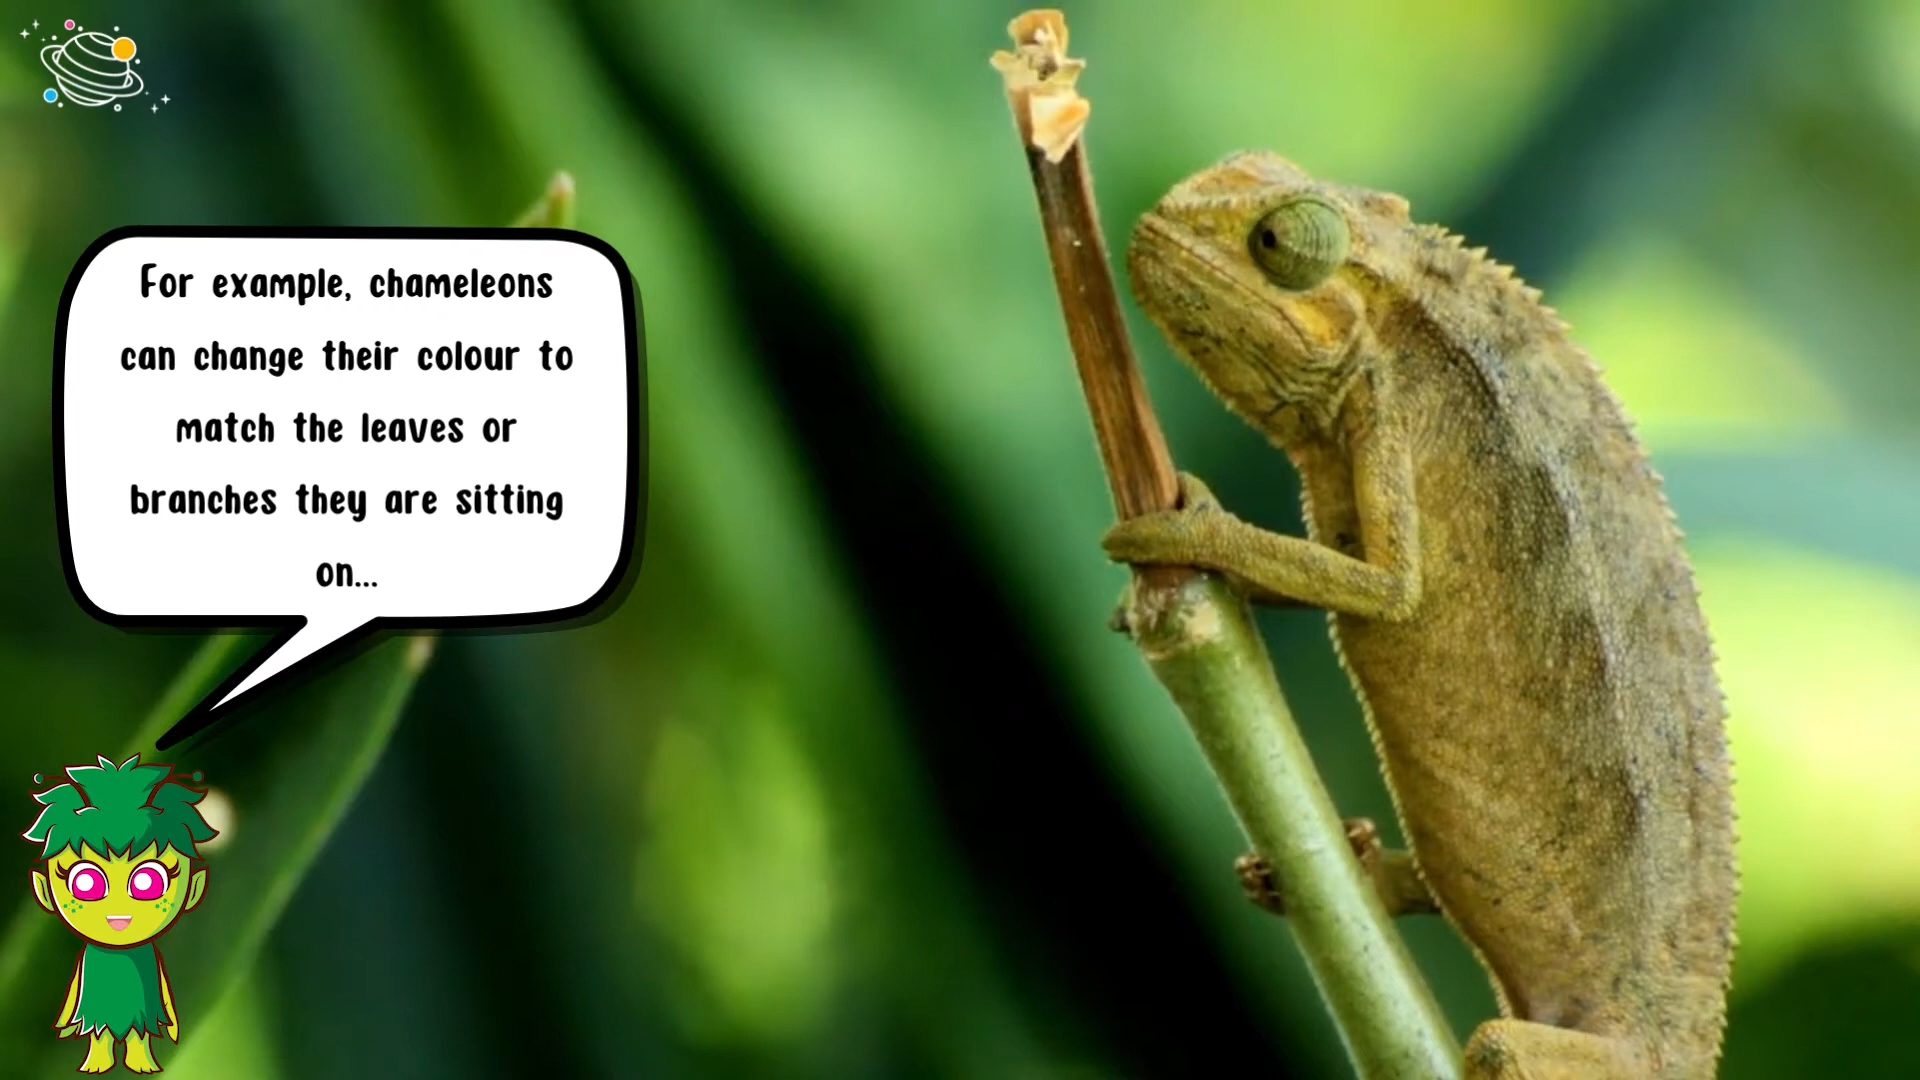 For example, chameleons
can change their colour to
match the leaves or
branches they are sitting
on...